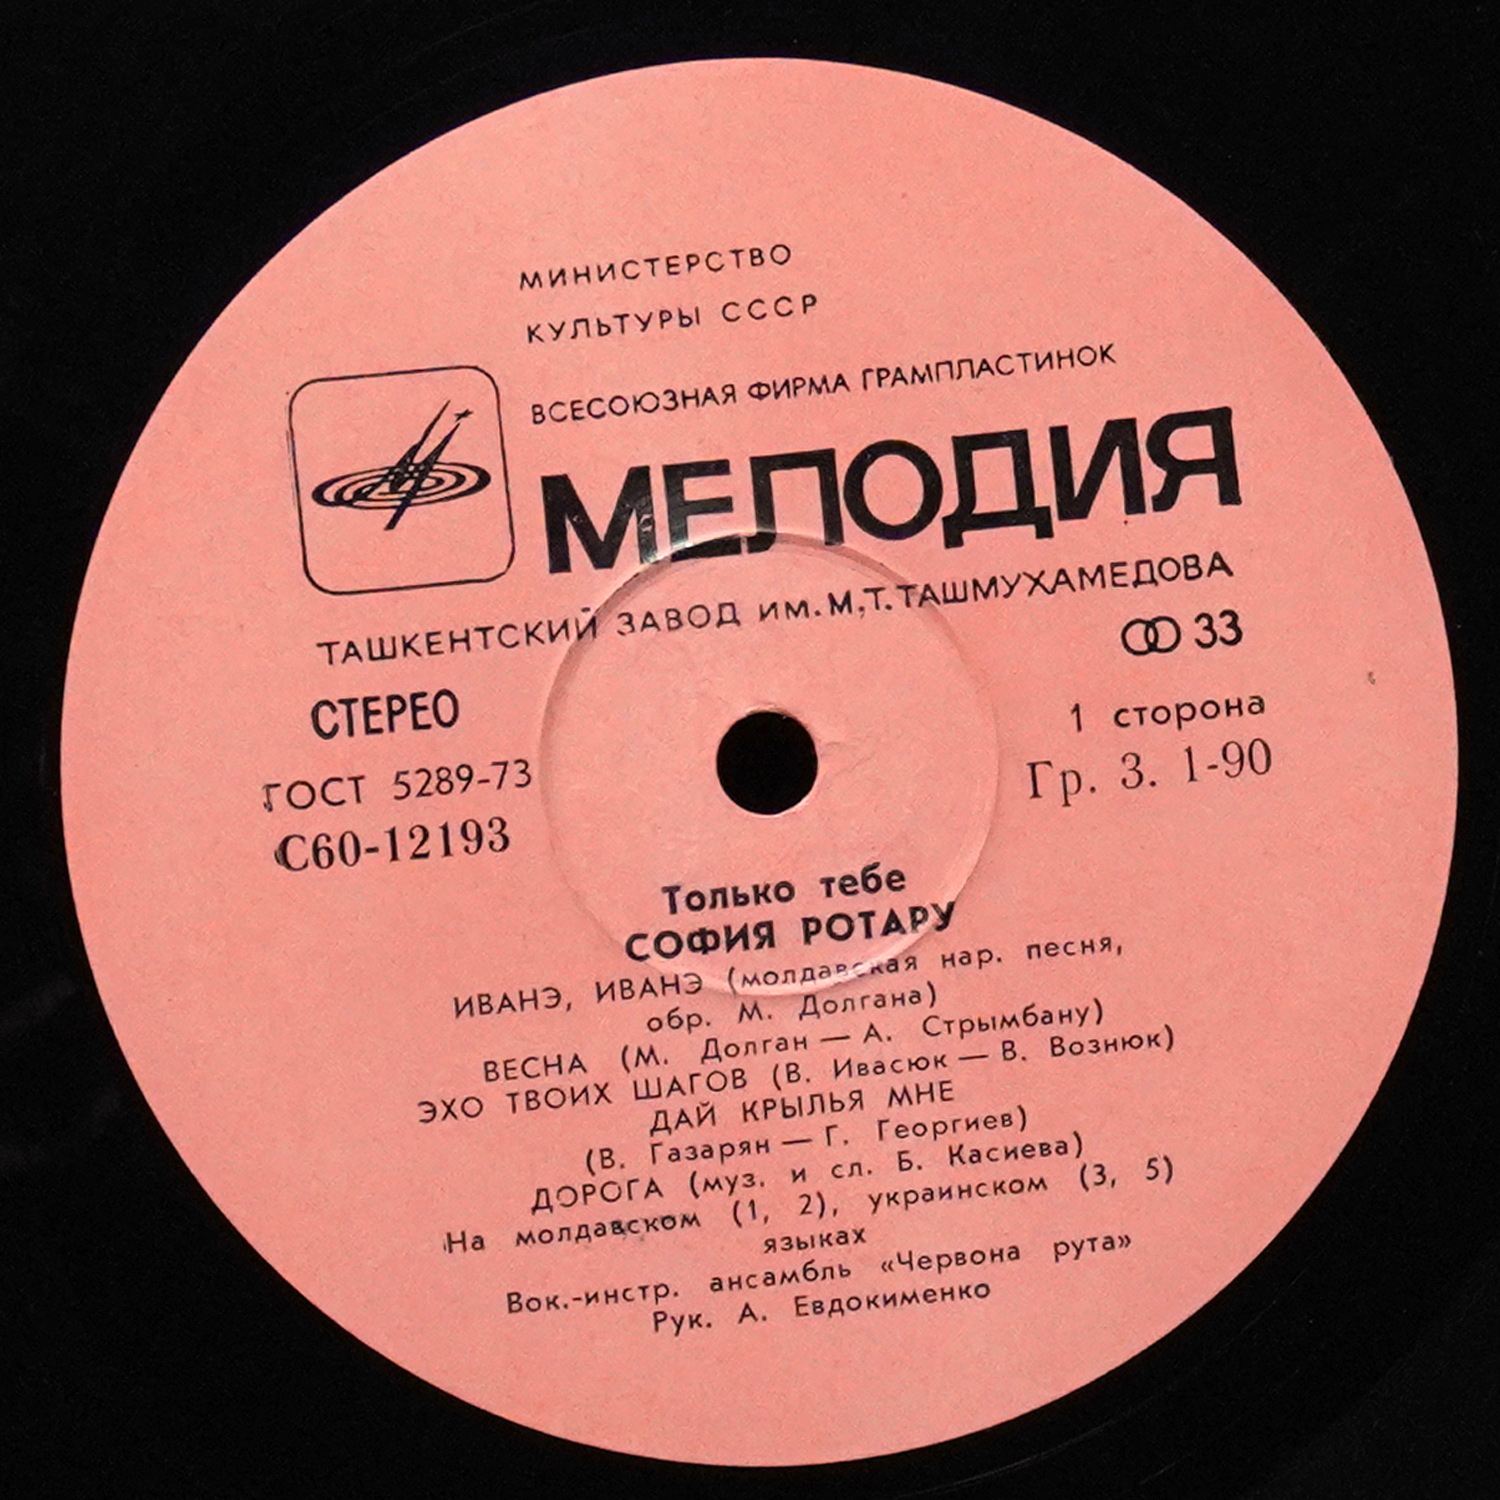 МИНИСТЕРСТВО
КУЛЬТУРЫ СССР
ВСЕСОЮЗНАЯ ФИРМА ГРАМПЛАСТИНОК
МЕЛОДИЯ
ТАШКЕНТСКИЙ ЗАВОД ИМ. М.Т. ТАШМУХАМЕДОВА
33
СТЕРЕО
1 сторона
ГОСТ 5289-73
Гр. 3. 1-90
С60-12193
Только тебе
СОФИЯ РОТАРУ
ИВАНЭ, ИВАНЭ (молдавская нар. песня,
обр. М. Долгана)
ВЕСНА (М. Долган — А. Стрымбану)
ЭХО ТВОИХ ШАГОВ (В. Ивасюк — В. Вознюк)
ДАЙ КРЫЛЬЯ МНЕ
(В. Газарян — Г. Георгиев)
ДОРОГА (муз. и сл. Б. Касиева)
На молдавском (1, 2), украинском (3, 5)
языках
Вок.-инстр. ансамбль «Червона рута»
Рук. А. Евдокименко